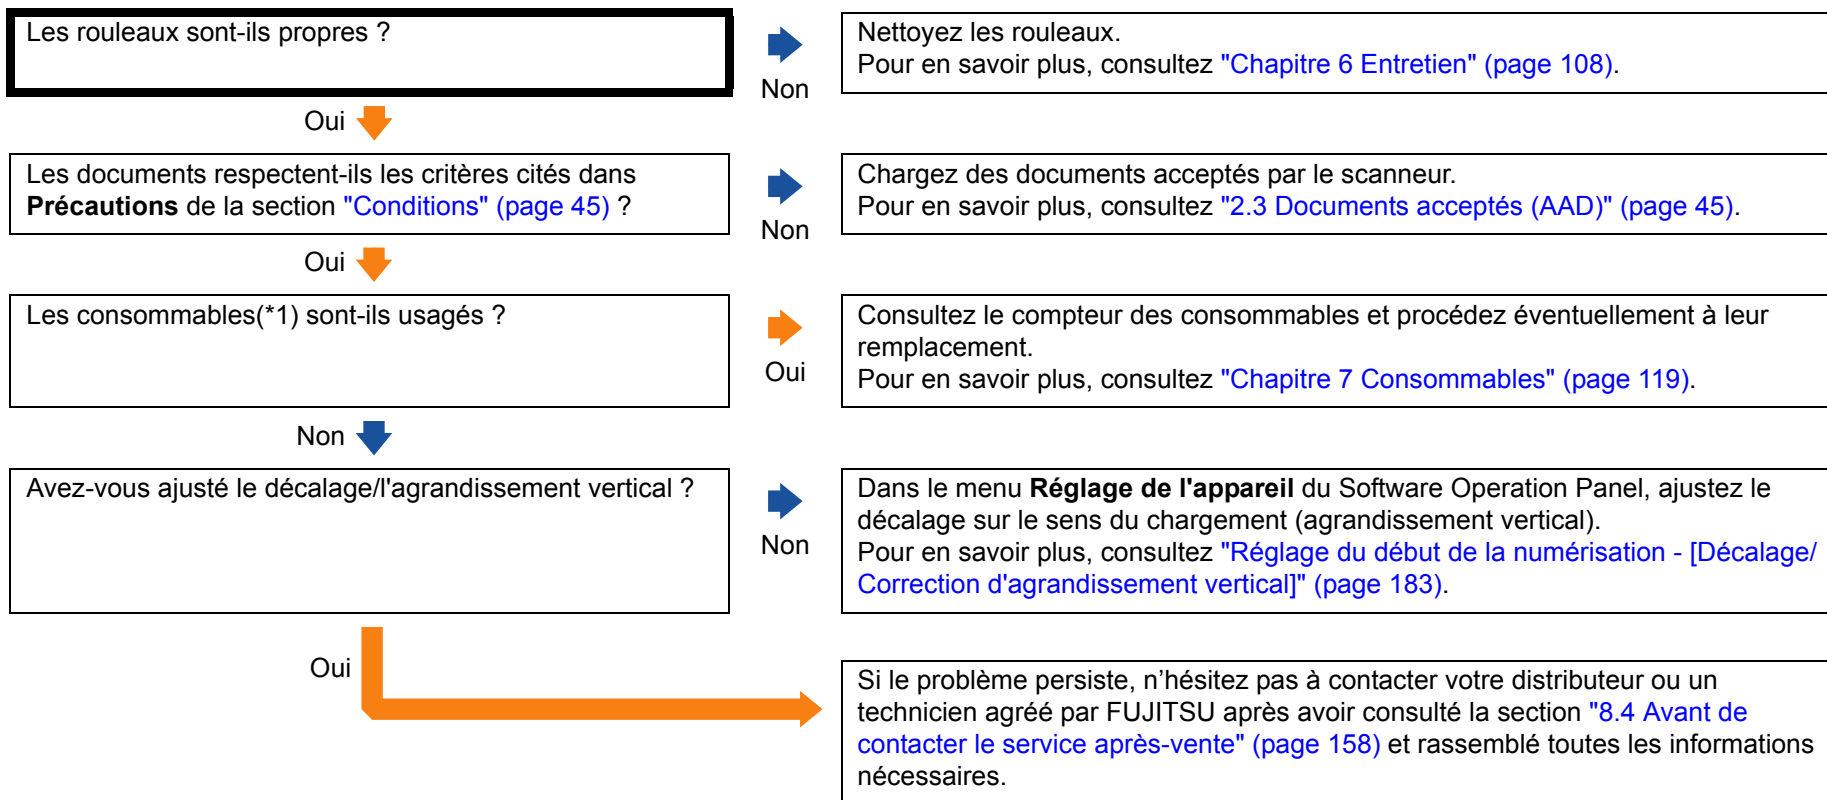 Les rouleaux sont-ils propres ?
Non
Nettoyez les rouleaux.
Pour en savoir plus, consultez "Chapitre 6 Entretien" (page 108).
Oui
Les documents respectent-ils les critères cités dans
Précautions de la section "Conditions" (page 45) ?
Non
Chargez des documents acceptés par le scanneur.
Pour en savoir plus, consultez "2.3 Documents acceptés (AAD)" (page 45).
Oui
Les consommables(*1) sont-ils usagés ?
Oui
Consultez le compteur des consommables et procédez éventuellement à leur
remplacement.
Pour en savoir plus, consultez "Chapitre 7 Consommables" (page 119).
Non
Avez-vous ajusté le décalage/l'agrandissement vertical ?
Non
Dans le menu Réglage de l'appareil du Software Operation Panel, ajustez le
décalage sur le sens du chargement (agrandissement vertical).
Pour en savoir plus, consultez "Réglage du début de la numérisation - [Décalage/
Correction d'agrandissement vertical]" (page 183).
Oui
Si le problème persiste, n’hésitez pas à contacter votre distributeur ou un
technicien agréé par FUJITSU après avoir consulté la section "8.4 Avant de
contacter le service après-vente" (page 158) et rassemblé toutes les informations
nécessaires.